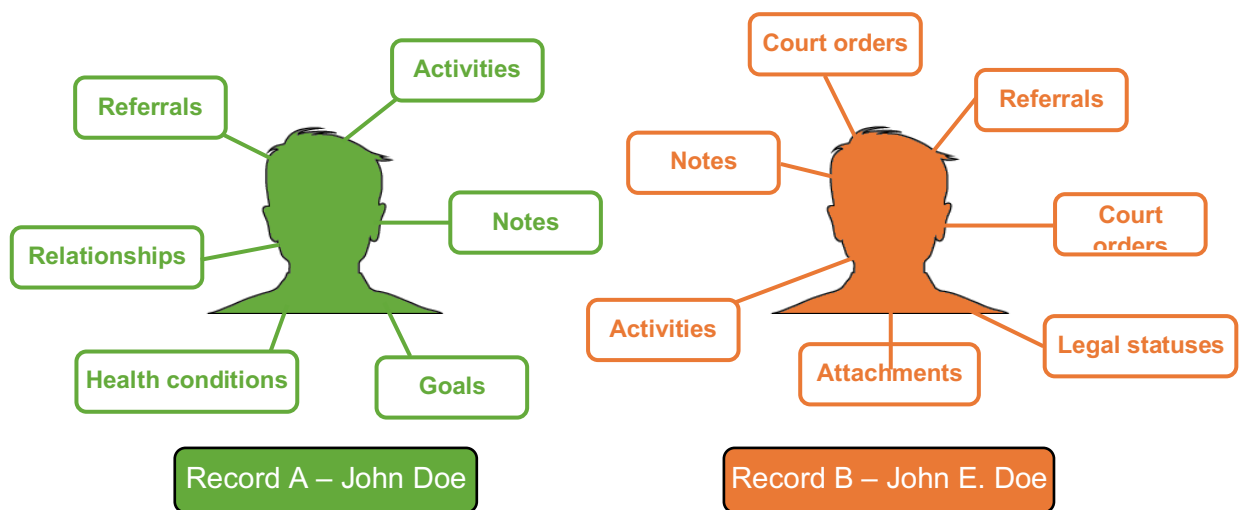 Activities
Referrals
Notes
Relationships
Health conditions
Goals
Record A – John Doe
Court orders
Referrals
Notes
Court
orders
Activities
Legal statuses
Attachments
Record B – John E. Doe